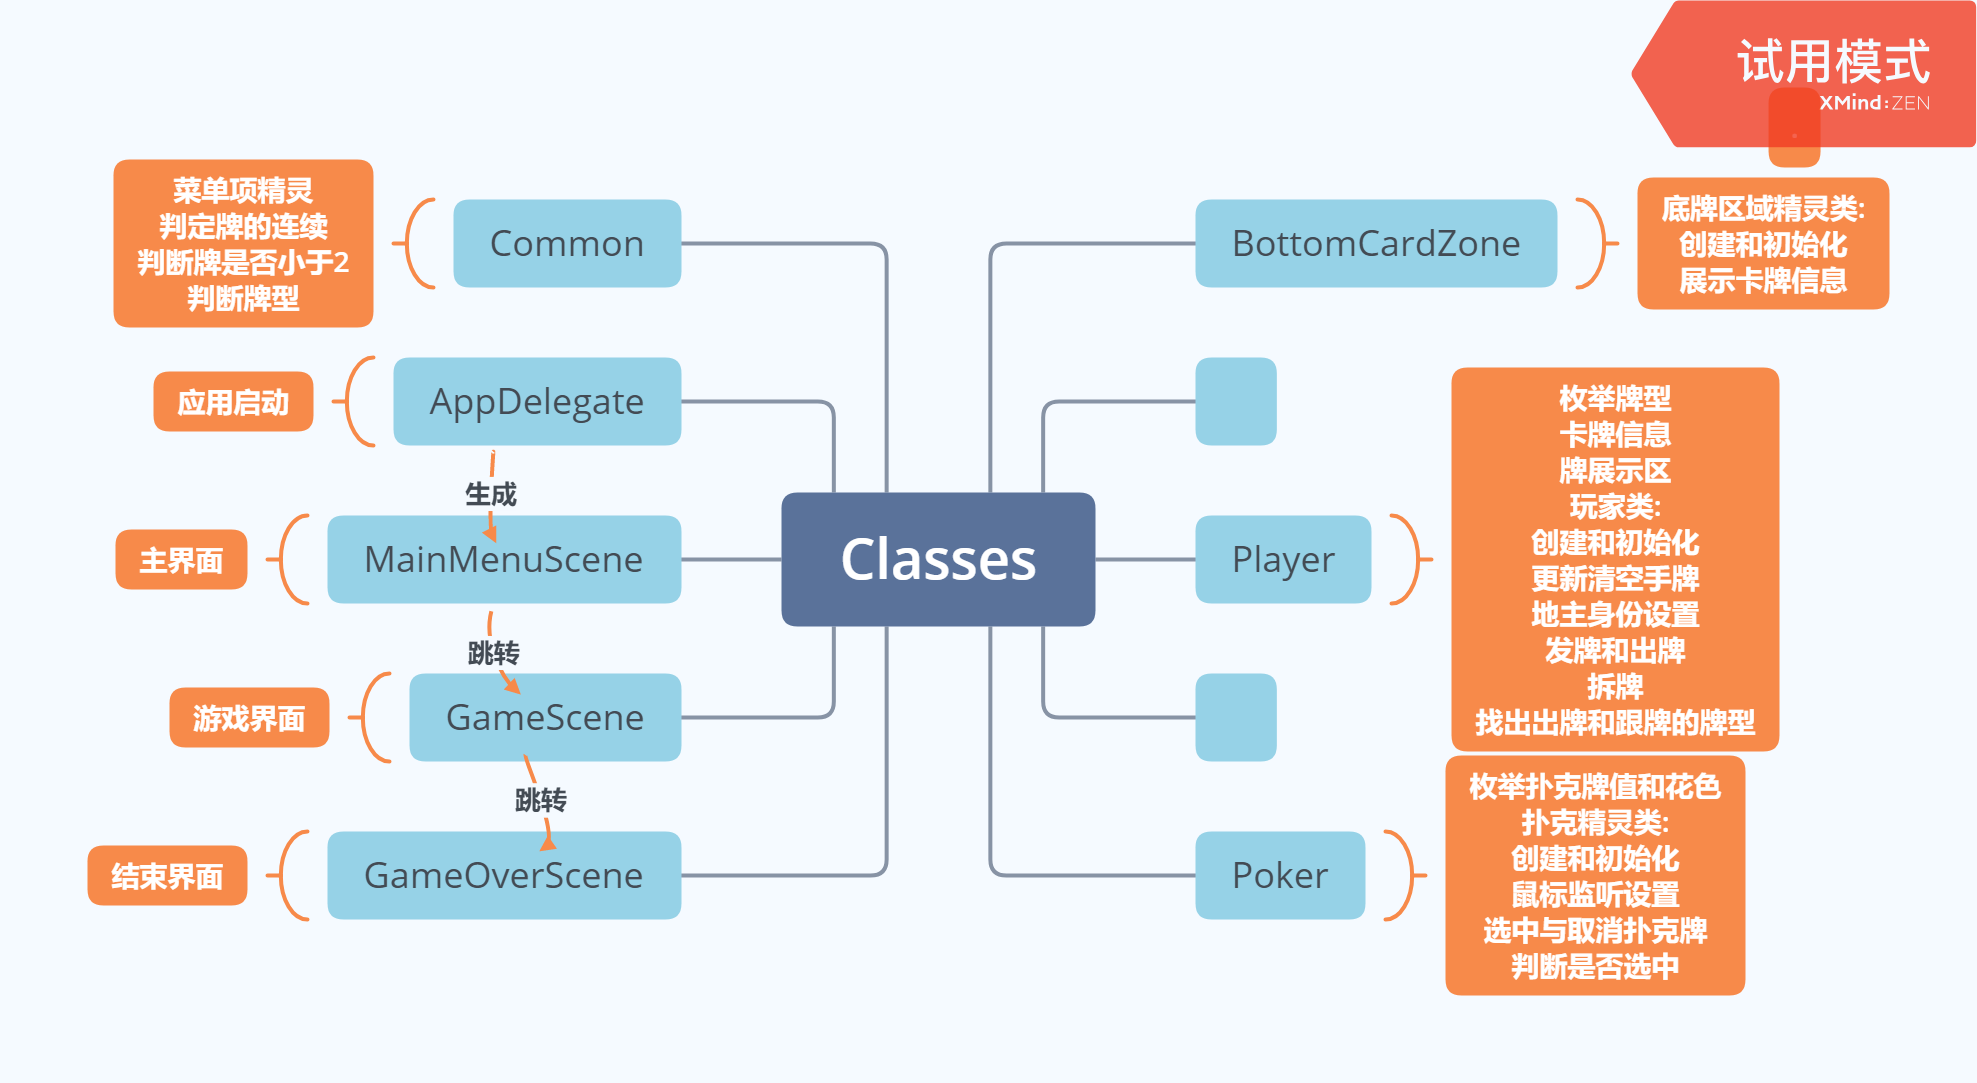 试用模式
XMind:ZEN
菜单项精灵
判定牌的连续
判断牌是否小于2
判断牌型
Common
应用启动
AppDelegate
生成
主界面
MainMenuScene
跳转
游戏界面
GameScene
跳转
结束界面
GameOverScene
Classes
BottomCardZone
底牌区域精灵类:
创建和初始化
展示卡牌信息
Player
枚举牌型
卡牌信息
牌展示区
玩家类:
创建和初始化
更新清空手牌
地主身份设置
发牌和出牌
拆牌
找出出牌和跟牌的牌型
Poker
枚举扑克牌值和花色
扑克精灵类:
创建和初始化
鼠标监听设置
选中与取消扑克牌
判断是否选中